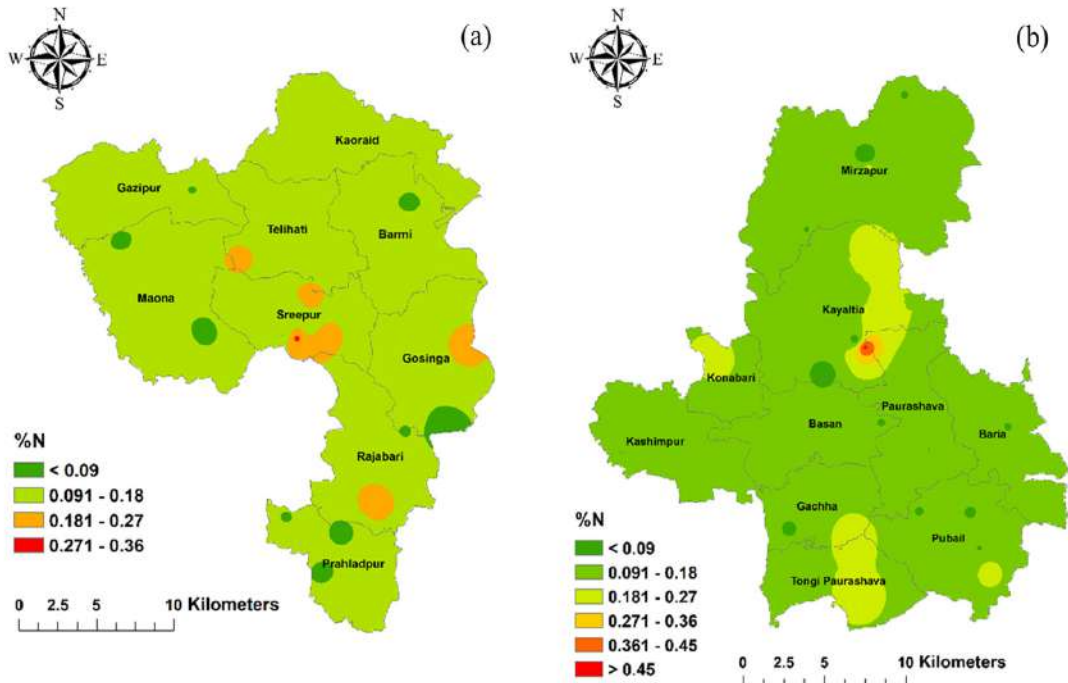 N
W E
S
(a)
Kaoraid
Gazipur
Telihati
Barmi
Maona
Sreepur
Gosinga
Rajabari
Prahladpur
%N
< 0.09
0.091 - 0.18
0.181 - 0.27
0.271 - 0.36
0 2.5 5 10 Kilometers
N
W E
S
(b)
Mirzapur
Kayaltia
Konabari
Paurashava
Basan
Baria
Kashimpur
Gachha
Pubail
Tongi Paurashava
%N
< 0.09
0.091 - 0.18
0.181 - 0.27
0.271 - 0.36
0.361 - 0.45
> 0.45
0 2.5 5 10 Kilometers